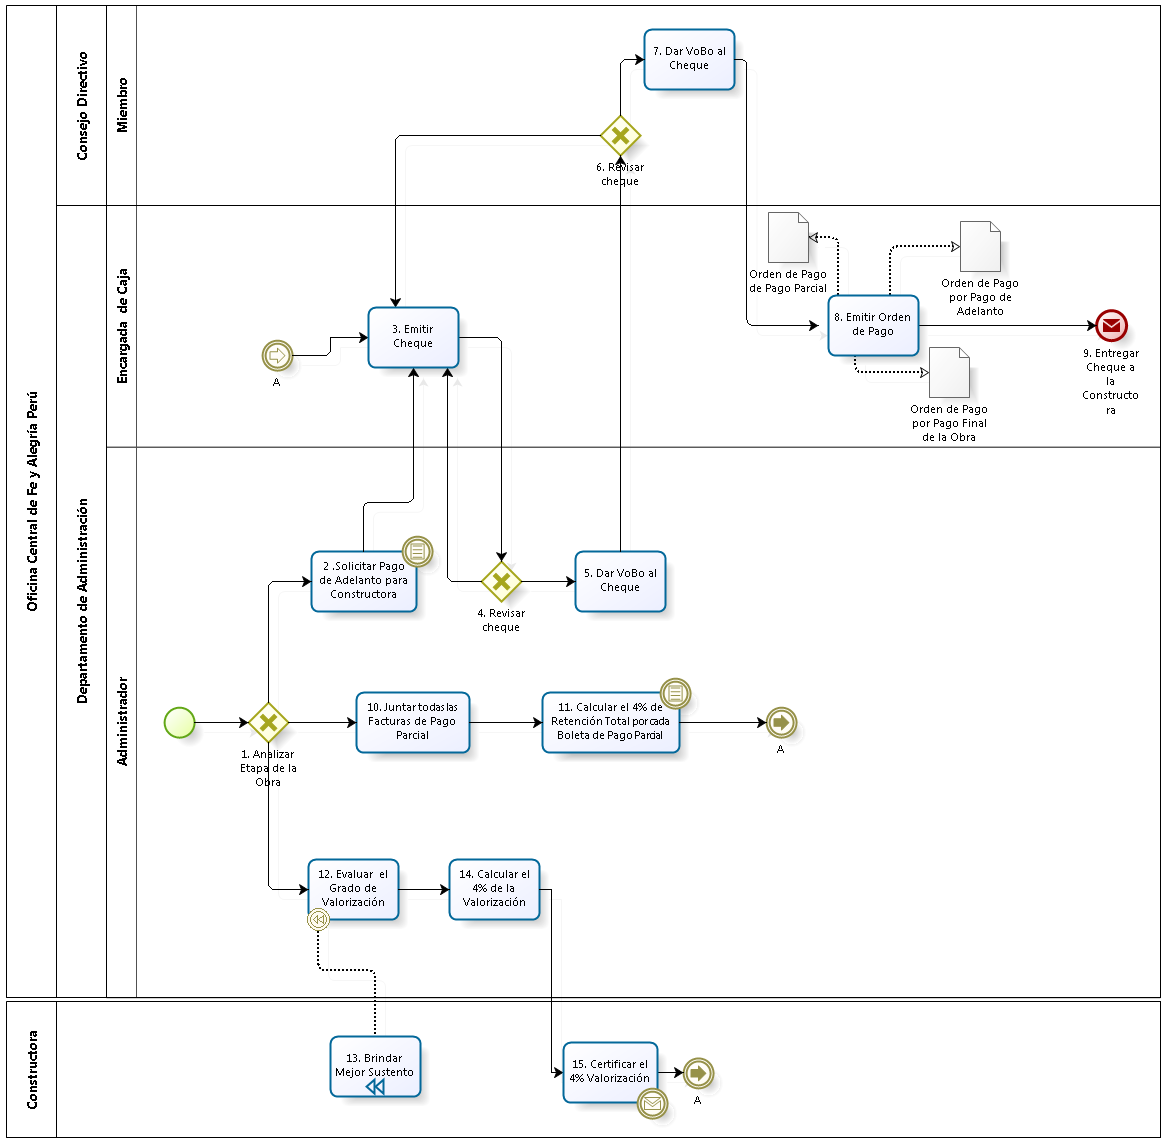 Oficina Central de Fe y Alegría Perú
Consejo Directivo
Miembro
7. Dar VoBo al
Cheque
6. Revisar
cheque
Departamento de Administración
Encargada  de Caja
Orden de Pago
de Pago Parcial
Orden de Pago
por Pago de
Adelanto
3. Emitir
Cheque
8. Emitir Orden
de Pago
A
9. Entregar
Cheque a
la
Constructo
ra
Orden de Pago
por Pago Final
de la Obra
Administrador
2 .Solicitar Pago
de Adelanto para
Constructora
4. Revisar
cheque
5. Dar VoBo al
Cheque
1. Analizar
Etapa de la
Obra
10. Juntar todas las
Facturas de Pago
Parcial
11. Calcular el 4% de
Retención Total por cada
Boleta de Pago Parcial
A
12. Evaluar  el
Grado de
Valorización
14. Calcular el
4% de la
Valorización
Constructora
13. Brindar
Mejor Sustento
15. Certificar el
4% Valorización
A